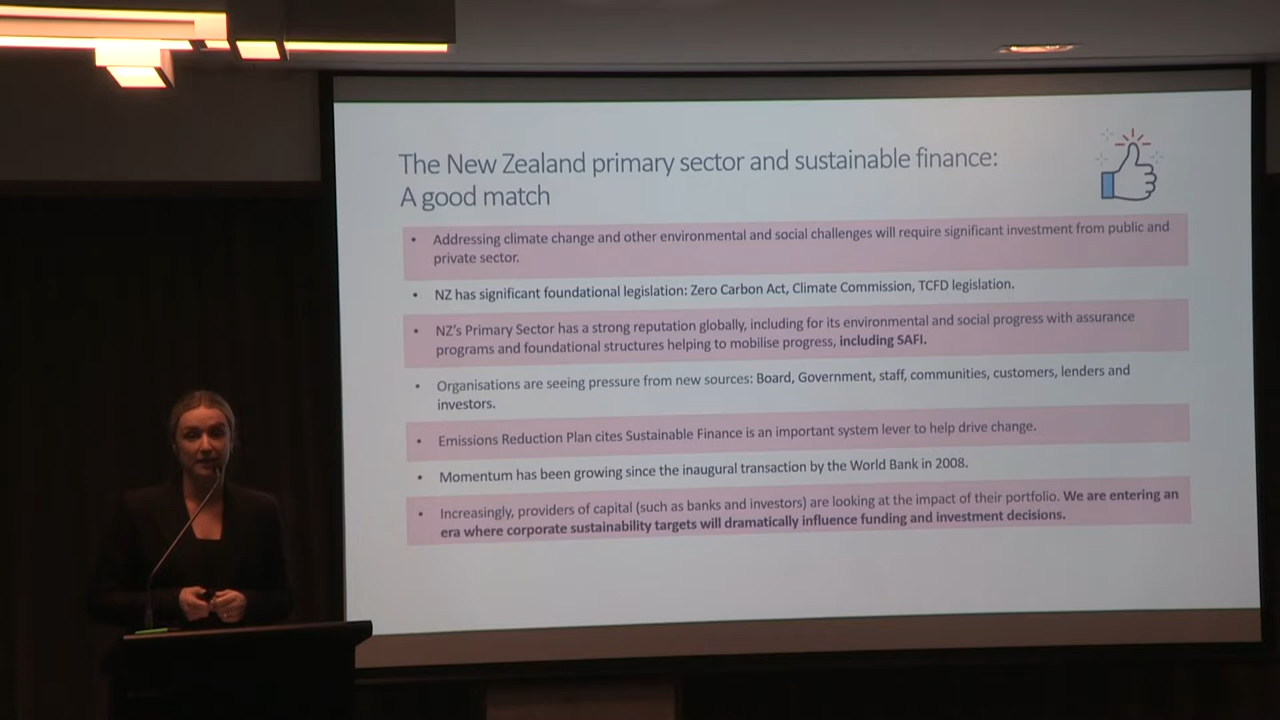 The New Zealand primary sector and sustainable finance:
A good match
• Addressing climate change and other environmental and social challenges will require significant investment from public and
private sector.
• NZ has significant foundational legislation: Zero Carbon Act, Climate Commission, TCFD legislation.
• NZ's Primary Sector has a strong reputation globally, including for its environmental and social progress with assurance
programs and foundational structures helping to mobilise progress, including SAFI.
• Organisations are seeing pressure from new sources: Board, Government, staff, communities, customers, lenders and
investors.
• Emissions Reduction Plan cites Sustainable Finance is an important system lever to help drive change.
• Momentum has been growing since the inaugural transaction by the World Bank in 2008.
• Increasingly, providers of capital (such as banks and investors) are looking at the impact of their portfolio. We are entering an
era where corporate sustainability targets will dramatically influence funding and investment decisions.